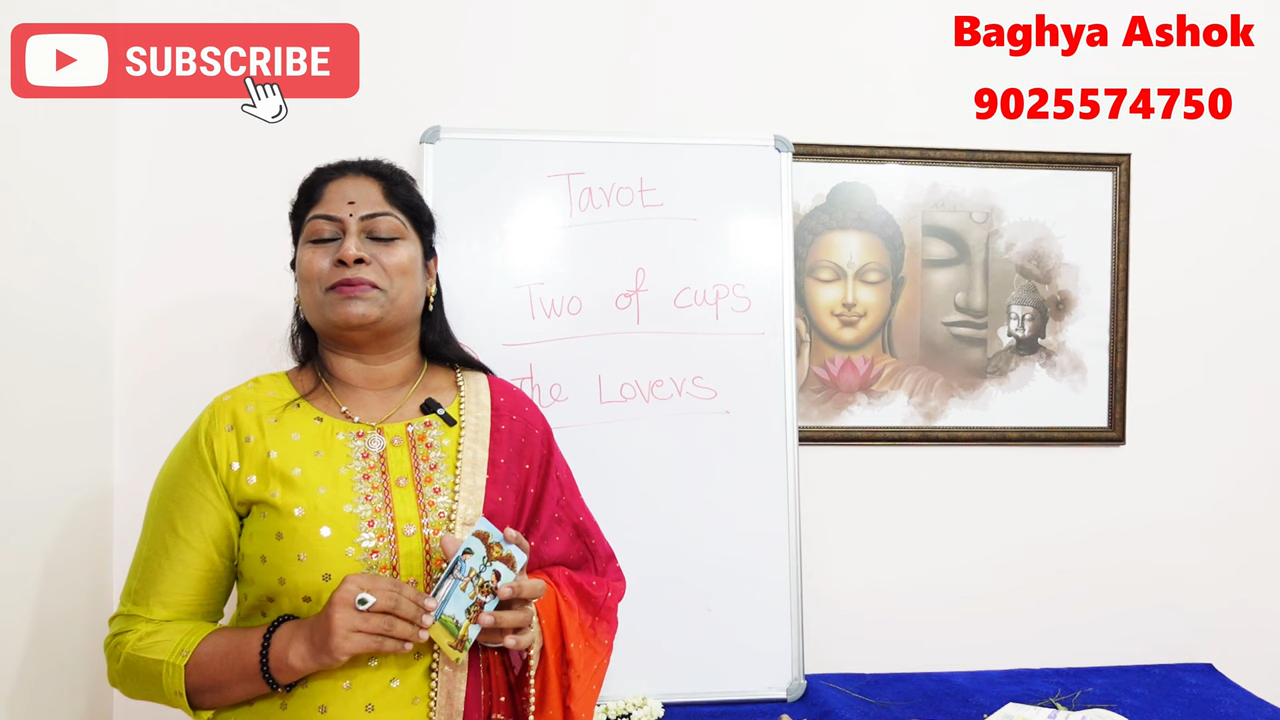 SUBSCRIBE
Baghya Ashok
9025574750
Tarot
Two of cups
The Lovers